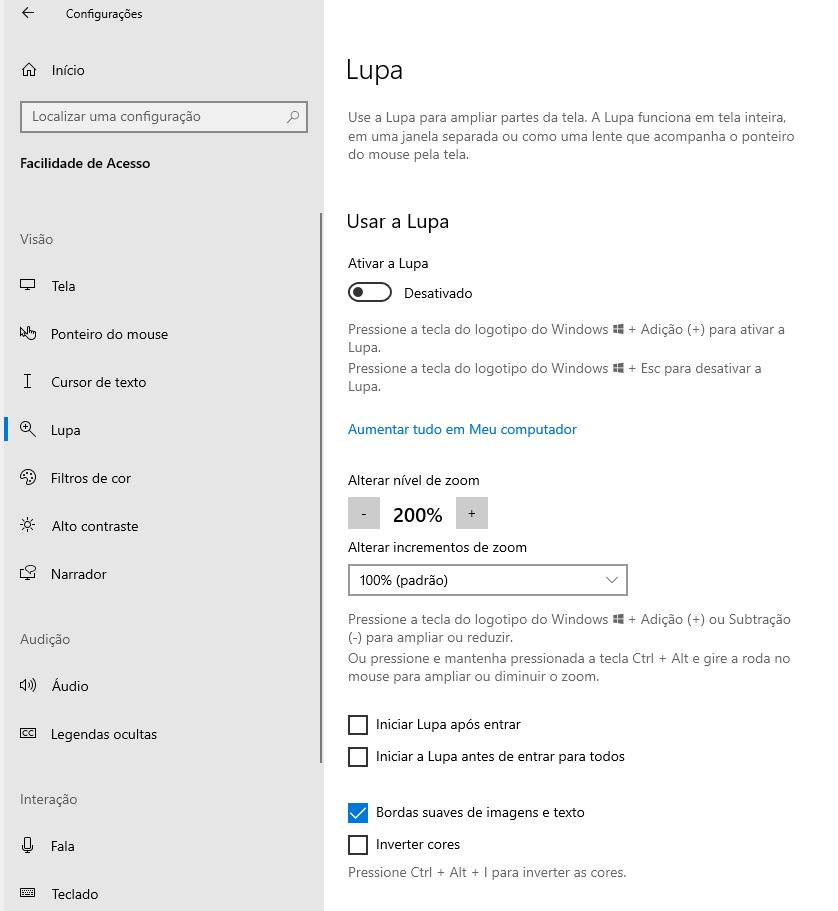 Configurações
Início
Localizar uma configuração
Facilidade de Acesso
Visão
Tela
Ponteiro do mouse
Cursor de texto
Lupa
Filtros de cor
Alto contraste
Narrador
Audição
Áudio
Legendas ocultas
Interação
Fala
Teclado
Lupa
Use a Lupa para ampliar partes da tela. A Lupa funciona em tela inteira,
em uma janela separada ou como uma lente que acompanha o ponteiro
do mouse pela tela.
Usar a Lupa
Ativar a Lupa
Desativado
Pressione a tecla do logotipo do Windows + Adição (+) para ativar a
Lupa.
Pressione a tecla do logotipo do Windows + Esc para desativar a
Lupa.
Aumentar tudo em Meu computador
Alterar nível de zoom
- 200% +
Alterar incrementos de zoom
100% (padrão)
Pressione a tecla do logotipo do Windows + Adição (+) ou Subtração
(-) para ampliar ou reduzir.
Ou pressione e mantenha pressionada a tecla Ctrl + Alt e gire a roda no
mouse para ampliar ou diminuir o zoom.
Iniciar Lupa após entrar
Iniciar a Lupa antes de entrar para todos
Bordas suaves de imagens e texto
Inverter cores
Pressione Ctrl + Alt + I para inverter as cores.